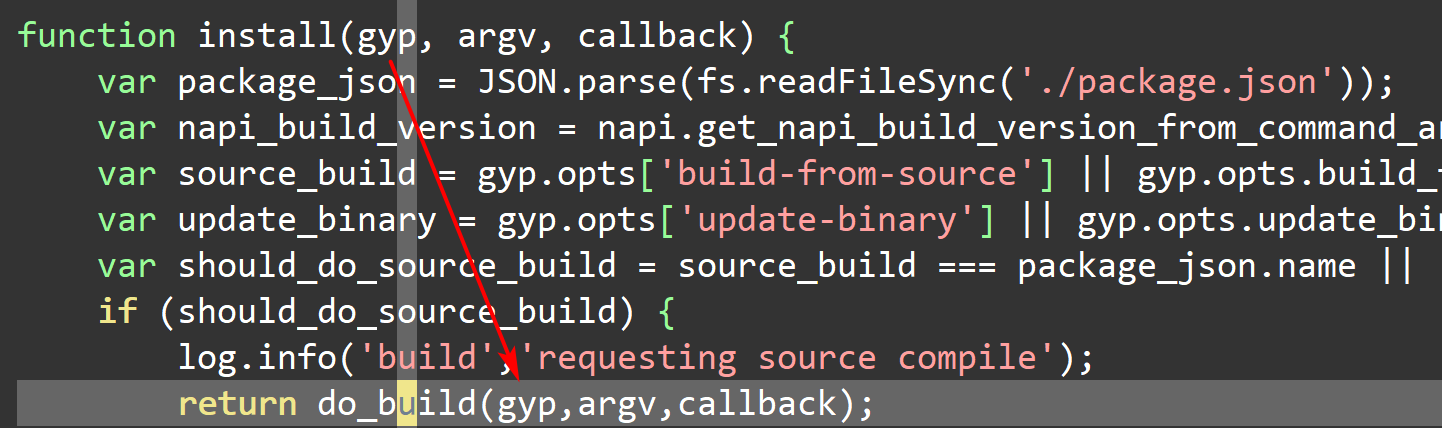 function install(gyp, argv, callback) {
    var package_json = JSON.parse(fs.readFileSync('./package.json'));
    var napi_build_version = napi.get_napi_build_version_from_command_ar
    var source_build = gyp.opts['build-from-source'] || gyp.opts.build_
    var update_binary = gyp.opts['update-binary'] || gyp.opts.update_bin
    var should_do_source_build = source_build === package_json.name ||
    if (should_do_source_build) {
        log.info('build','requesting source compile');
        return do_build(gyp,argv,callback);